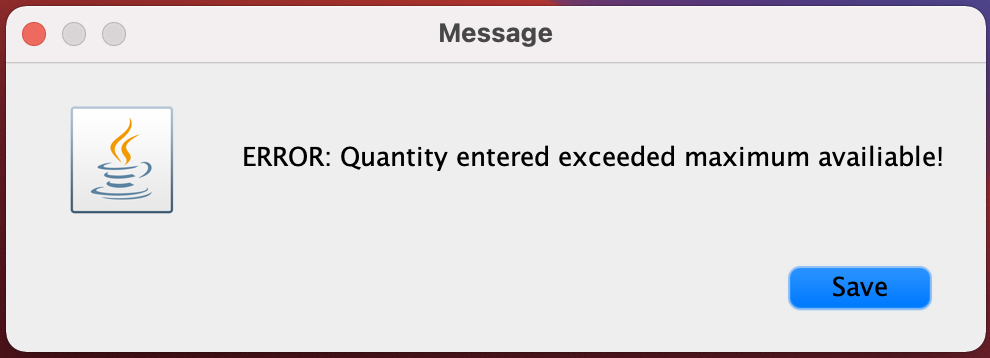 Message
ERROR: Quantity entered exceeded maximum availiable!
Save